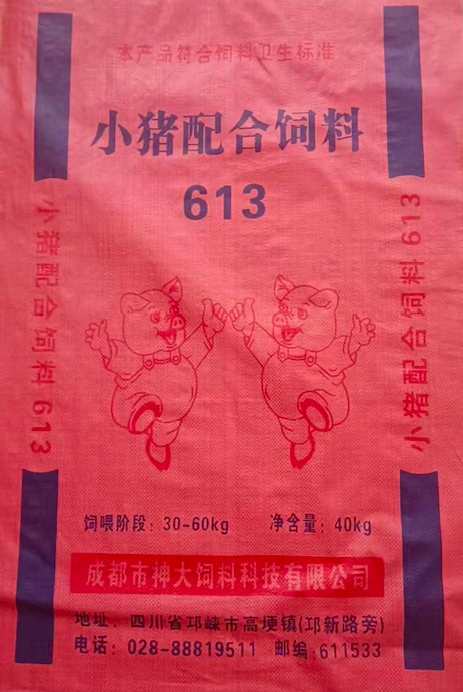 本产品符合饲料卫生标准
小猪配合饲料
613
小猪配合饲料 613
小猪配合饲料 613
饲喂阶段：30-60kg 净含量：40kg
成都市抻大饲料科技有限公司
地址：四川省邛崃市高埂镇(邛新路旁)
电话：028-88819511 邮编:611533